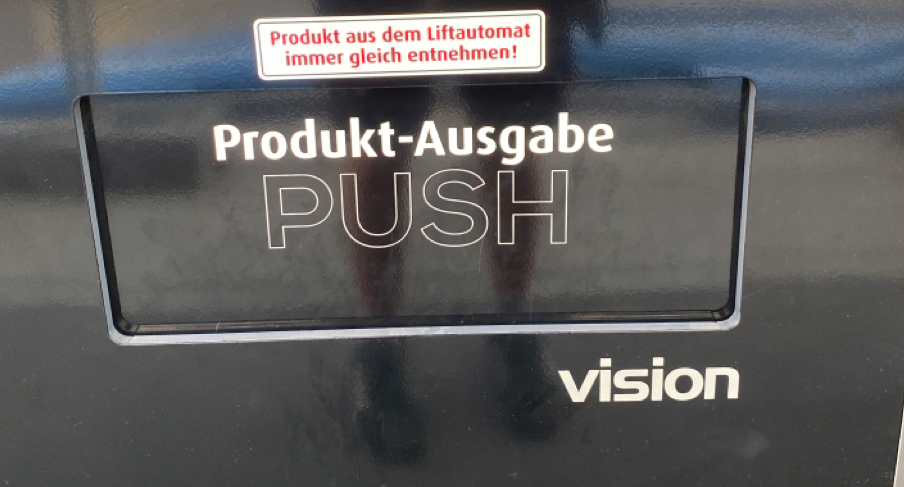 Produkt aus dem Liftautomat
immer gleich entnehmen!
Produkt-Ausgabe
PUSH
vision